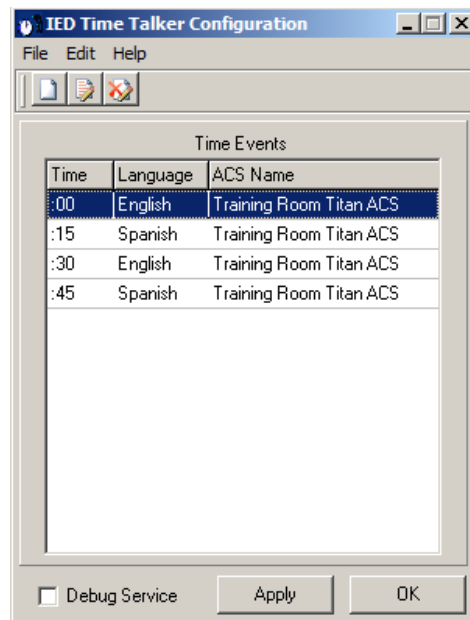 IED Time Talker Configuration
File Edit Help
Time Events
Time Language ACS Name
:00 English Training Room Titan ACS
:15 Spanish Training Room Titan ACS
:30 English Training Room Titan ACS
:45 Spanish Training Room Titan ACS
Debug Service Apply OK